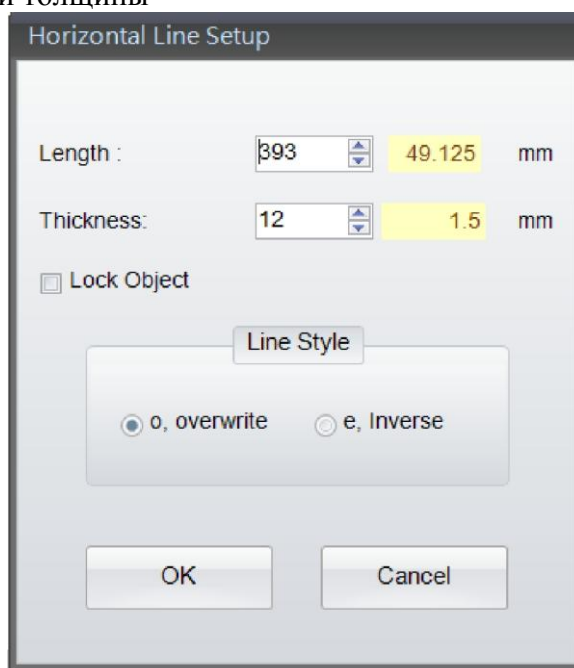 и толщины
Horizontal Line Setup
Length : 393 49.125 mm
Thickness: 12 1.5 mm
Lock Object
Line Style
o, overwrite e, Inverse
OK Cancel